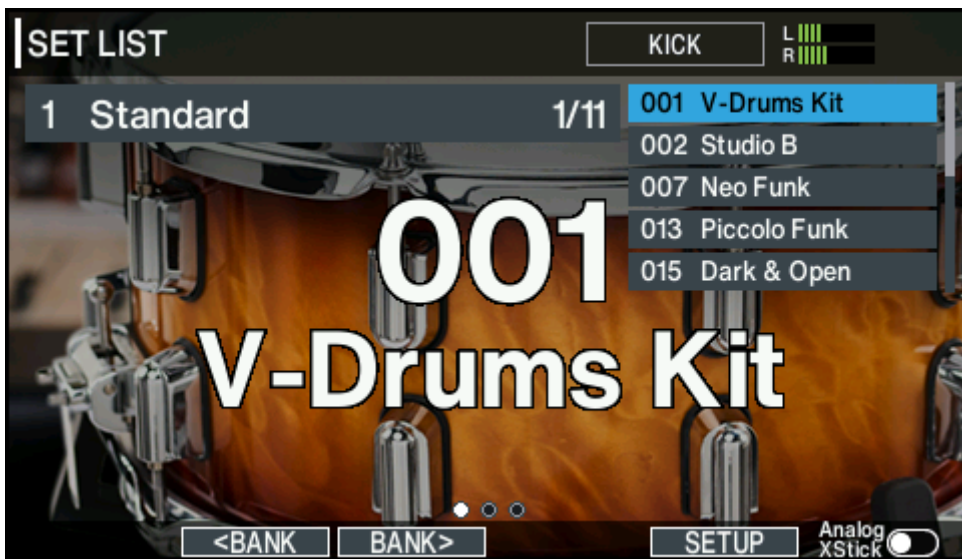 SET LIST
KICK
L
R
1 Standard 1/11
001 V-Drums Kit
002 Studio B
007 Neo Funk
013 Piccolo Funk
015 Dark & Open
001
V-Drums Kit
<BANK
BANK>
SETUP
Analog
XStick